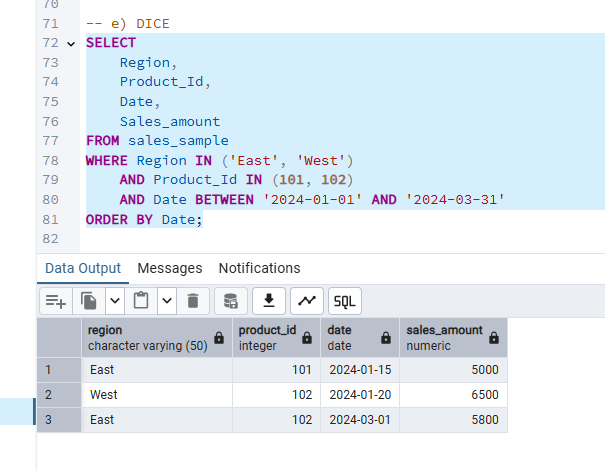 70
71 -- e) DICE
72 SELECT
73 Region,
74 Product_Id,
75 Date,
76 Sales_amount
77 FROM sales_sample
78 WHERE Region IN ('East', 'West')
79 AND Product_Id IN (101, 102)
80 AND Date BETWEEN '2024-01-01' AND '2024-03-31'
81 ORDER BY Date;
82
Data Output Messages Notifications
SQL
region product_id date sales_amount
character varying (50) integer date numeric
1 East 101 2024-01-15 5000
2 West 102 2024-01-20 6500
3 East 102 2024-03-01 5800